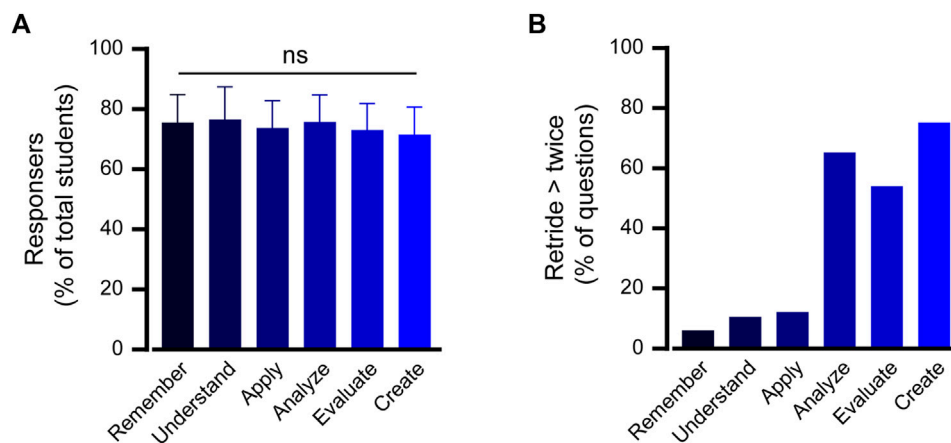 A
Responsers
(% of total students)
100
80
60
40
20
0
ns
Remember
Understand
Apply
Analyze
Evaluate
Create
B
Retride > twice
(% of questions)
100
80
60
40
20
0
Remember
Understand
Apply
Analyze
Evaluate
Create